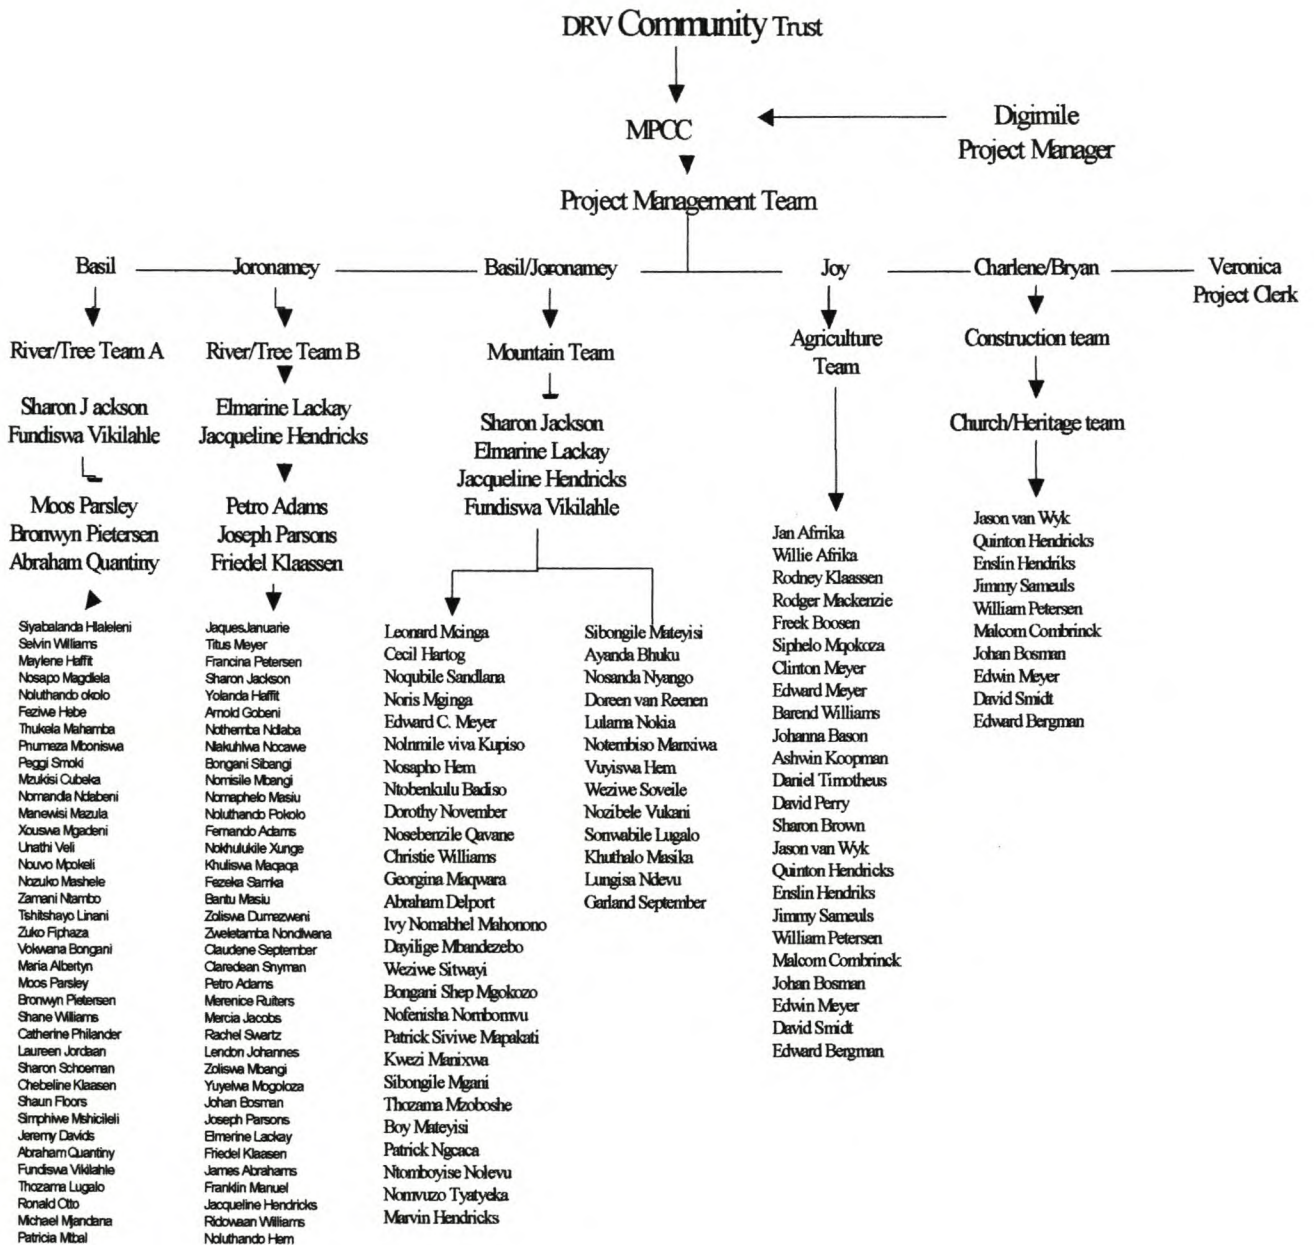 DRV Community Trust
MPCC
Digimile
Project Manager
Project Management Team
Basil
Joronamey
Basil/Joronamey
Joy
Charlene/Bryan
Veronica
Project Clerk
River/Tree Team A
River/Tree Team B
Mountain Team
Agriculture
Team
Construction team
Church/Heritage team
Sharon J ackson
Fundiswa Vikilahle
Elmarine Lackay
Jacqueline Hendricks
Sharon Jackson
Elmarine Lackay
Jacqueline Hendricks
Fundiswa Vikilahle
Moos Parsley
Bronwyn Pietersen
Abraham Quantiny
Petro Adams
Joseph Parsons
Friedel Klaassen
Siyabalanda Hlaleleni
Selvin Williams
Maylene Haffit
Nosapo Magdlela
Noluthando okolo
Feziwe Hebe
Thukela Mahamba
Phumeza Mboniswa
Peggi Smoki
Mzukisi Cubeka
Nomandla Ndabeni
Manewisi Mazula
Xouswa Mgadeni
Unathi Veli
Nouvo Mpokeli
Nozuko Mashele
Zamani Ntambo
Tshitshayo Linani
Zuko Fiphaza
Vokwana Bongani
Maria Albertyn
Moos Parsley
Bronwyn Pietersen
Shane Williams
Catherine Philander
Laureen Jordaan
Sharon Schoeman
Chebeline Klaasen
Shaun Floors
Simphiwe Mshicileli
Jeremy Davids
Abraham Quantiny
Fundiswa Vikilahle
Thozama Lugalo
Ronald Otto
Michael Mjandana
Patricia Mtbal
JaquesJanuarie
Titus Meyer
Francina Petersen
Sharon Jackson
Yolanda Haffit
Arnold Gobeni
Nothemba Ndlaba
Nlakuhlwa Nocawe
Bongani Sibangi
Nomisile Mbangi
Nomaphelo Masiu
Noluthando Pokolo
Fernando Adams
Nokhulukile Xunge
Khuliswa Maqaqa
Fezeka Samka
Bantu Masiu
Zoliswa Dumezweni
Zweletamba Nondlwana
Claudene September
Claredean Snyman
Petro Adams
Merenice Ruiters
Mercia Jacobs
Rachel Swartz
Lendon Johannes
Zoliswa Mbangi
Yuyelwa Mogoloza
Johan Bosman
Joseph Parsons
Elmerine Lackay
Friedel Klaasen
James Abrahams
Franklin Manuel
Jacqueline Hendricks
Ridowaan Williams
Noluthando Hem
Leonard Mcinga
Cecil Hartog
Noqubile Sandlana
Noris Mginga
Edward C. Meyer
Nolnmile viva Kupiso
Nosapho Hem
Ntobenkulu Badiso
Dorothy November
Nosebenzile Qavane
Christie Williams
Georgina Maqwara
Abraham Delport
Ivy Nomabhel Mahonono
Dayilige Mbandezebo
Weziwe Sitwayi
Bongani Shep Mgokozo
Nofenisha Nombomvu
Patrick Siviwe Mapakati
Kwezi Manixwa
Sibongile Mgani
Thozama Mzoboshe
Boy Mateyisi
Patrick Ngcaca
Ntomboyise Nolevu
Nomvuzo Tyatyeka
Marvin Hendricks
Sibongile Mateyisi
Ayanda Bhuku
Nosanda Nyango
Doreen van Reenen
Lulama Nokia
Notembiso Manxiwa
Vuyiswa Hem
Weziwe Soveile
Nozibele Vukani
Sonwabile Lugalo
Khuthalo Masika
Lungisa Ndevu
Garland September
Jan Afrrika
Willie Afrika
Rodney Klaassen
Rodger Mackenzie
Freek Boosen
Siphelo Mqokoza
Clinton Meyer
Edward Meyer
Barend Williams
Johanna Bason
Ashwin Koopman
Daniel Timotheus
David Perry
Sharon Brown
Jason van Wyk
Quinton Hendricks
Enslin Hendriks
Jimmy Sameuls
William Petersen
Malcom Combrinck
Johan Bosman
Edwin Meyer
David Smidt
Edward Bergman
Jason van Wyk
Quinton Hendricks
Enslin Hendriks
Jimmy Sameuls
William Petersen
Malcom Combrinck
Johan Bosman
Edwin Meyer
David Smidt
Edward Bergman